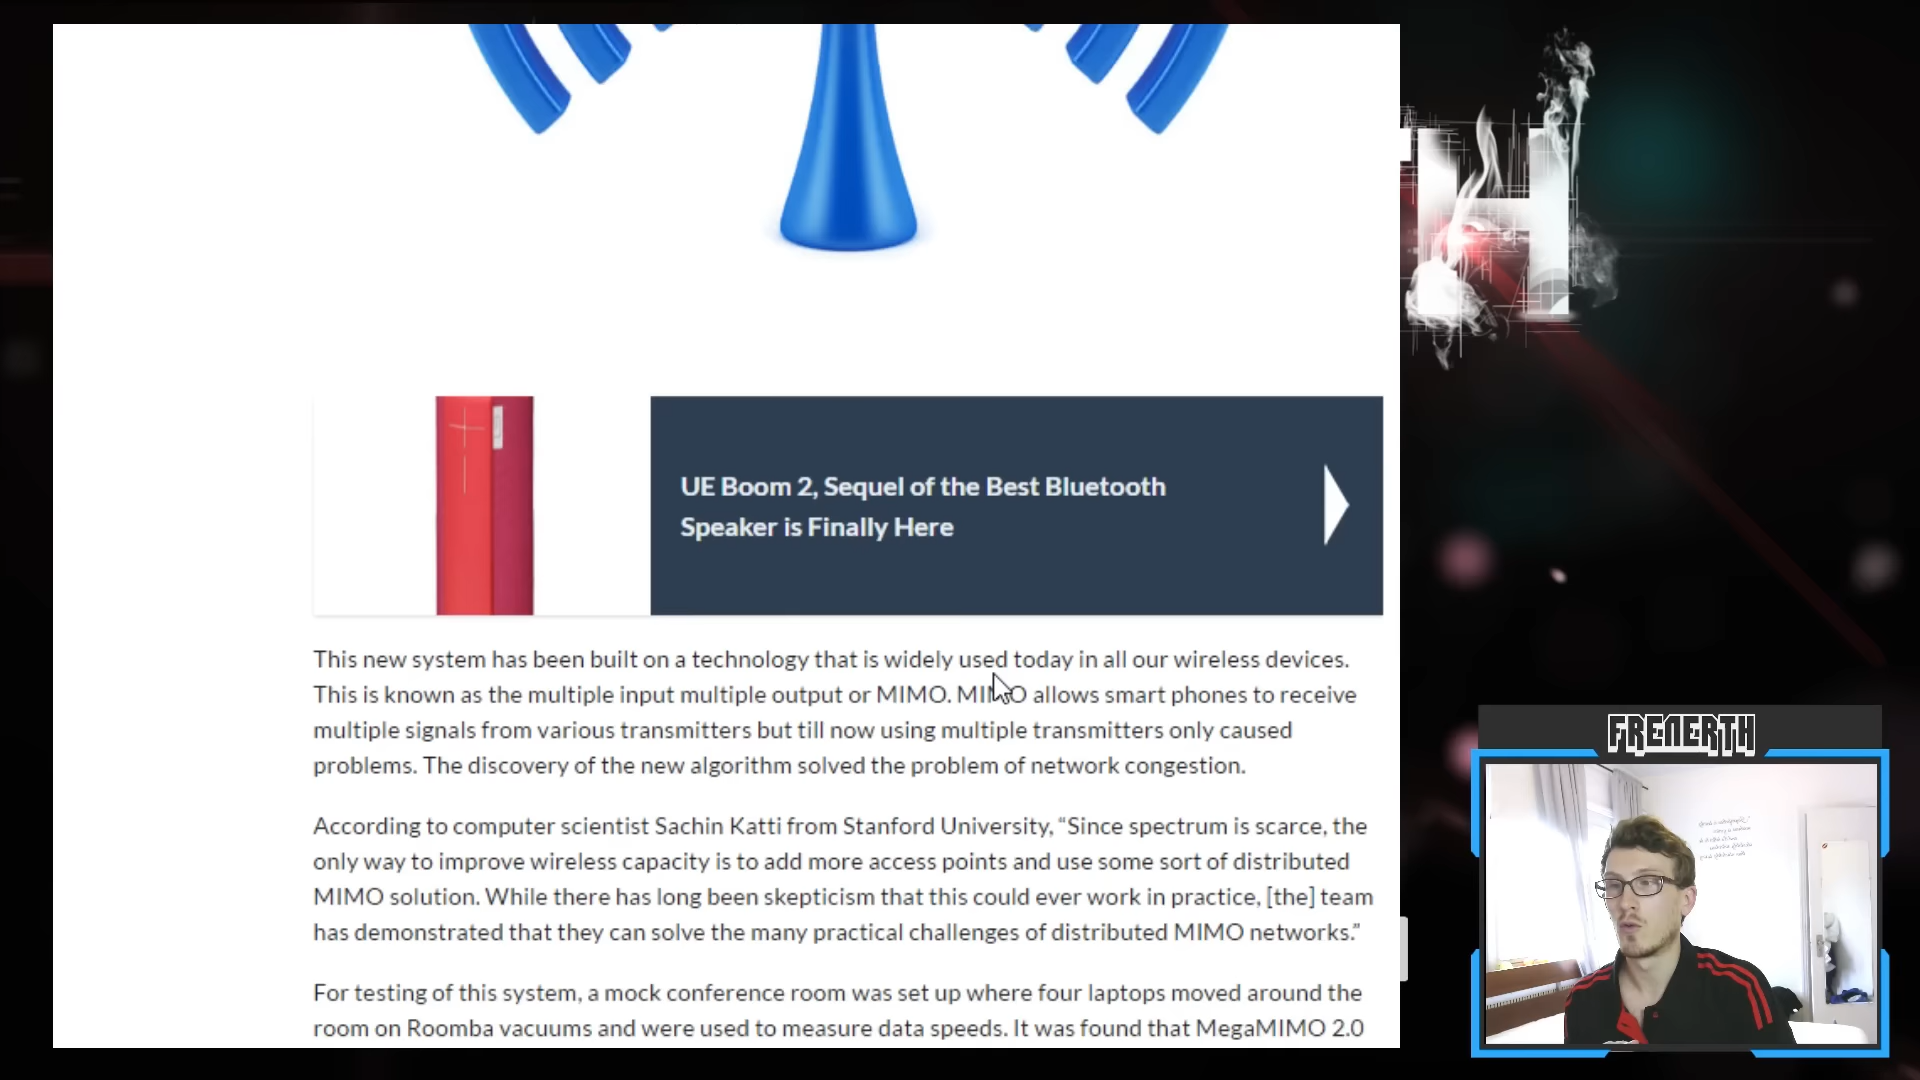 UE Boom 2, Sequel of the Best Bluetooth
Speaker is Finally Here
This new system has been built on a technology that is widely used today in all our wireless devices.
This is known as the multiple input multiple output or MIMO. MIMO allows smart phones to receive
multiple signals from various transmitters but till now using multiple transmitters only caused
problems. The discovery of the new algorithm solved the problem of network congestion.
According to computer scientist Sachin Katti from Stanford University, “Since spectrum is scarce, the
only way to improve wireless capacity is to add more access points and use some sort of distributed
MIMO solution. While there has long been skepticism that this could ever work in practice, [the] team
has demonstrated that they can solve the many practical challenges of distributed MIMO networks.”
For testing of this system, a mock conference room was set up where four laptops moved around the
room on Roomba vacuums and were used to measure data speeds. It was found that MegaMIMO 2.0
H
FRENERTH